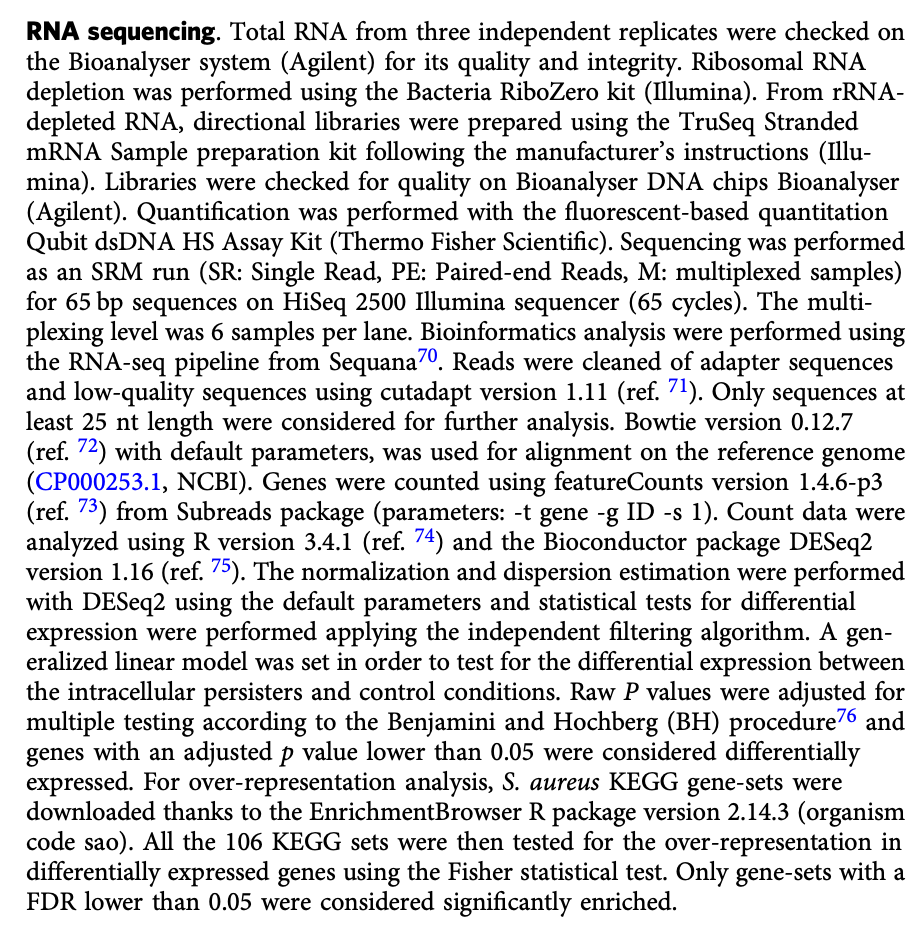 RNA sequencing. Total RNA from three independent replicates were checked on
the Bioanalyser system (Agilent) for its quality and integrity. Ribosomal RNA
depletion was performed using the Bacteria RiboZero kit (Illumina). From rRNA-
depleted RNA, directional libraries were prepared using the TruSeq Stranded
mRNA Sample preparation kit following the manufacturer's instructions (Illu-
mina). Libraries were checked for quality on Bioanalyser DNA chips Bioanalyser
(Agilent). Quantification was performed with the fluorescent-based quantitation
Qubit dsDNA HS Assay Kit (Thermo Fisher Scientific). Sequencing was performed
as an SRM run (SR: Single Read, PE: Paired-end Reads, M: multiplexed samples)
for 65 bp sequences on HiSeq 2500 Illumina sequencer (65 cycles). The multi-
plexing level was 6 samples per lane. Bioinformatics analysis were performed using
the RNA-seq pipeline from Sequana70. Reads were cleaned of adapter sequences
and low-quality sequences using cutadapt version 1.11 (ref. 71). Only sequences at
least 25 nt length were considered for further analysis. Bowtie version 0.12.7
(ref. 72) with default parameters, was used for alignment on the reference genome
(CP000253.1, NCBI). Genes were counted using featureCounts version 1.4.6-p3
(ref. 73) from Subreads package (parameters: -t gene -g ID -s 1). Count data were
analyzed using R version 3.4.1 (ref. 74) and the Bioconductor package DESeq2
version 1.16 (ref. 75). The normalization and dispersion estimation were performed
with DESeq2 using the default parameters and statistical tests for differential
expression were performed applying the independent filtering algorithm. A gen-
eralized linear model was set in order to test for the differential expression between
the intracellular persisters and control conditions. Raw P values were adjusted for
multiple testing according to the Benjamini and Hochberg (BH) procedure76 and
genes with an adjusted p value lower than 0.05 were considered differentially
expressed. For over-representation analysis, S. aureus KEGG gene-sets were
downloaded thanks to the EnrichmentBrowser R package version 2.14.3 (organism
code sao). All the 106 KEGG sets were then tested for the over-representation in
differentially expressed genes using the Fisher statistical test. Only gene-sets with a
FDR lower than 0.05 were considered significantly enriched.